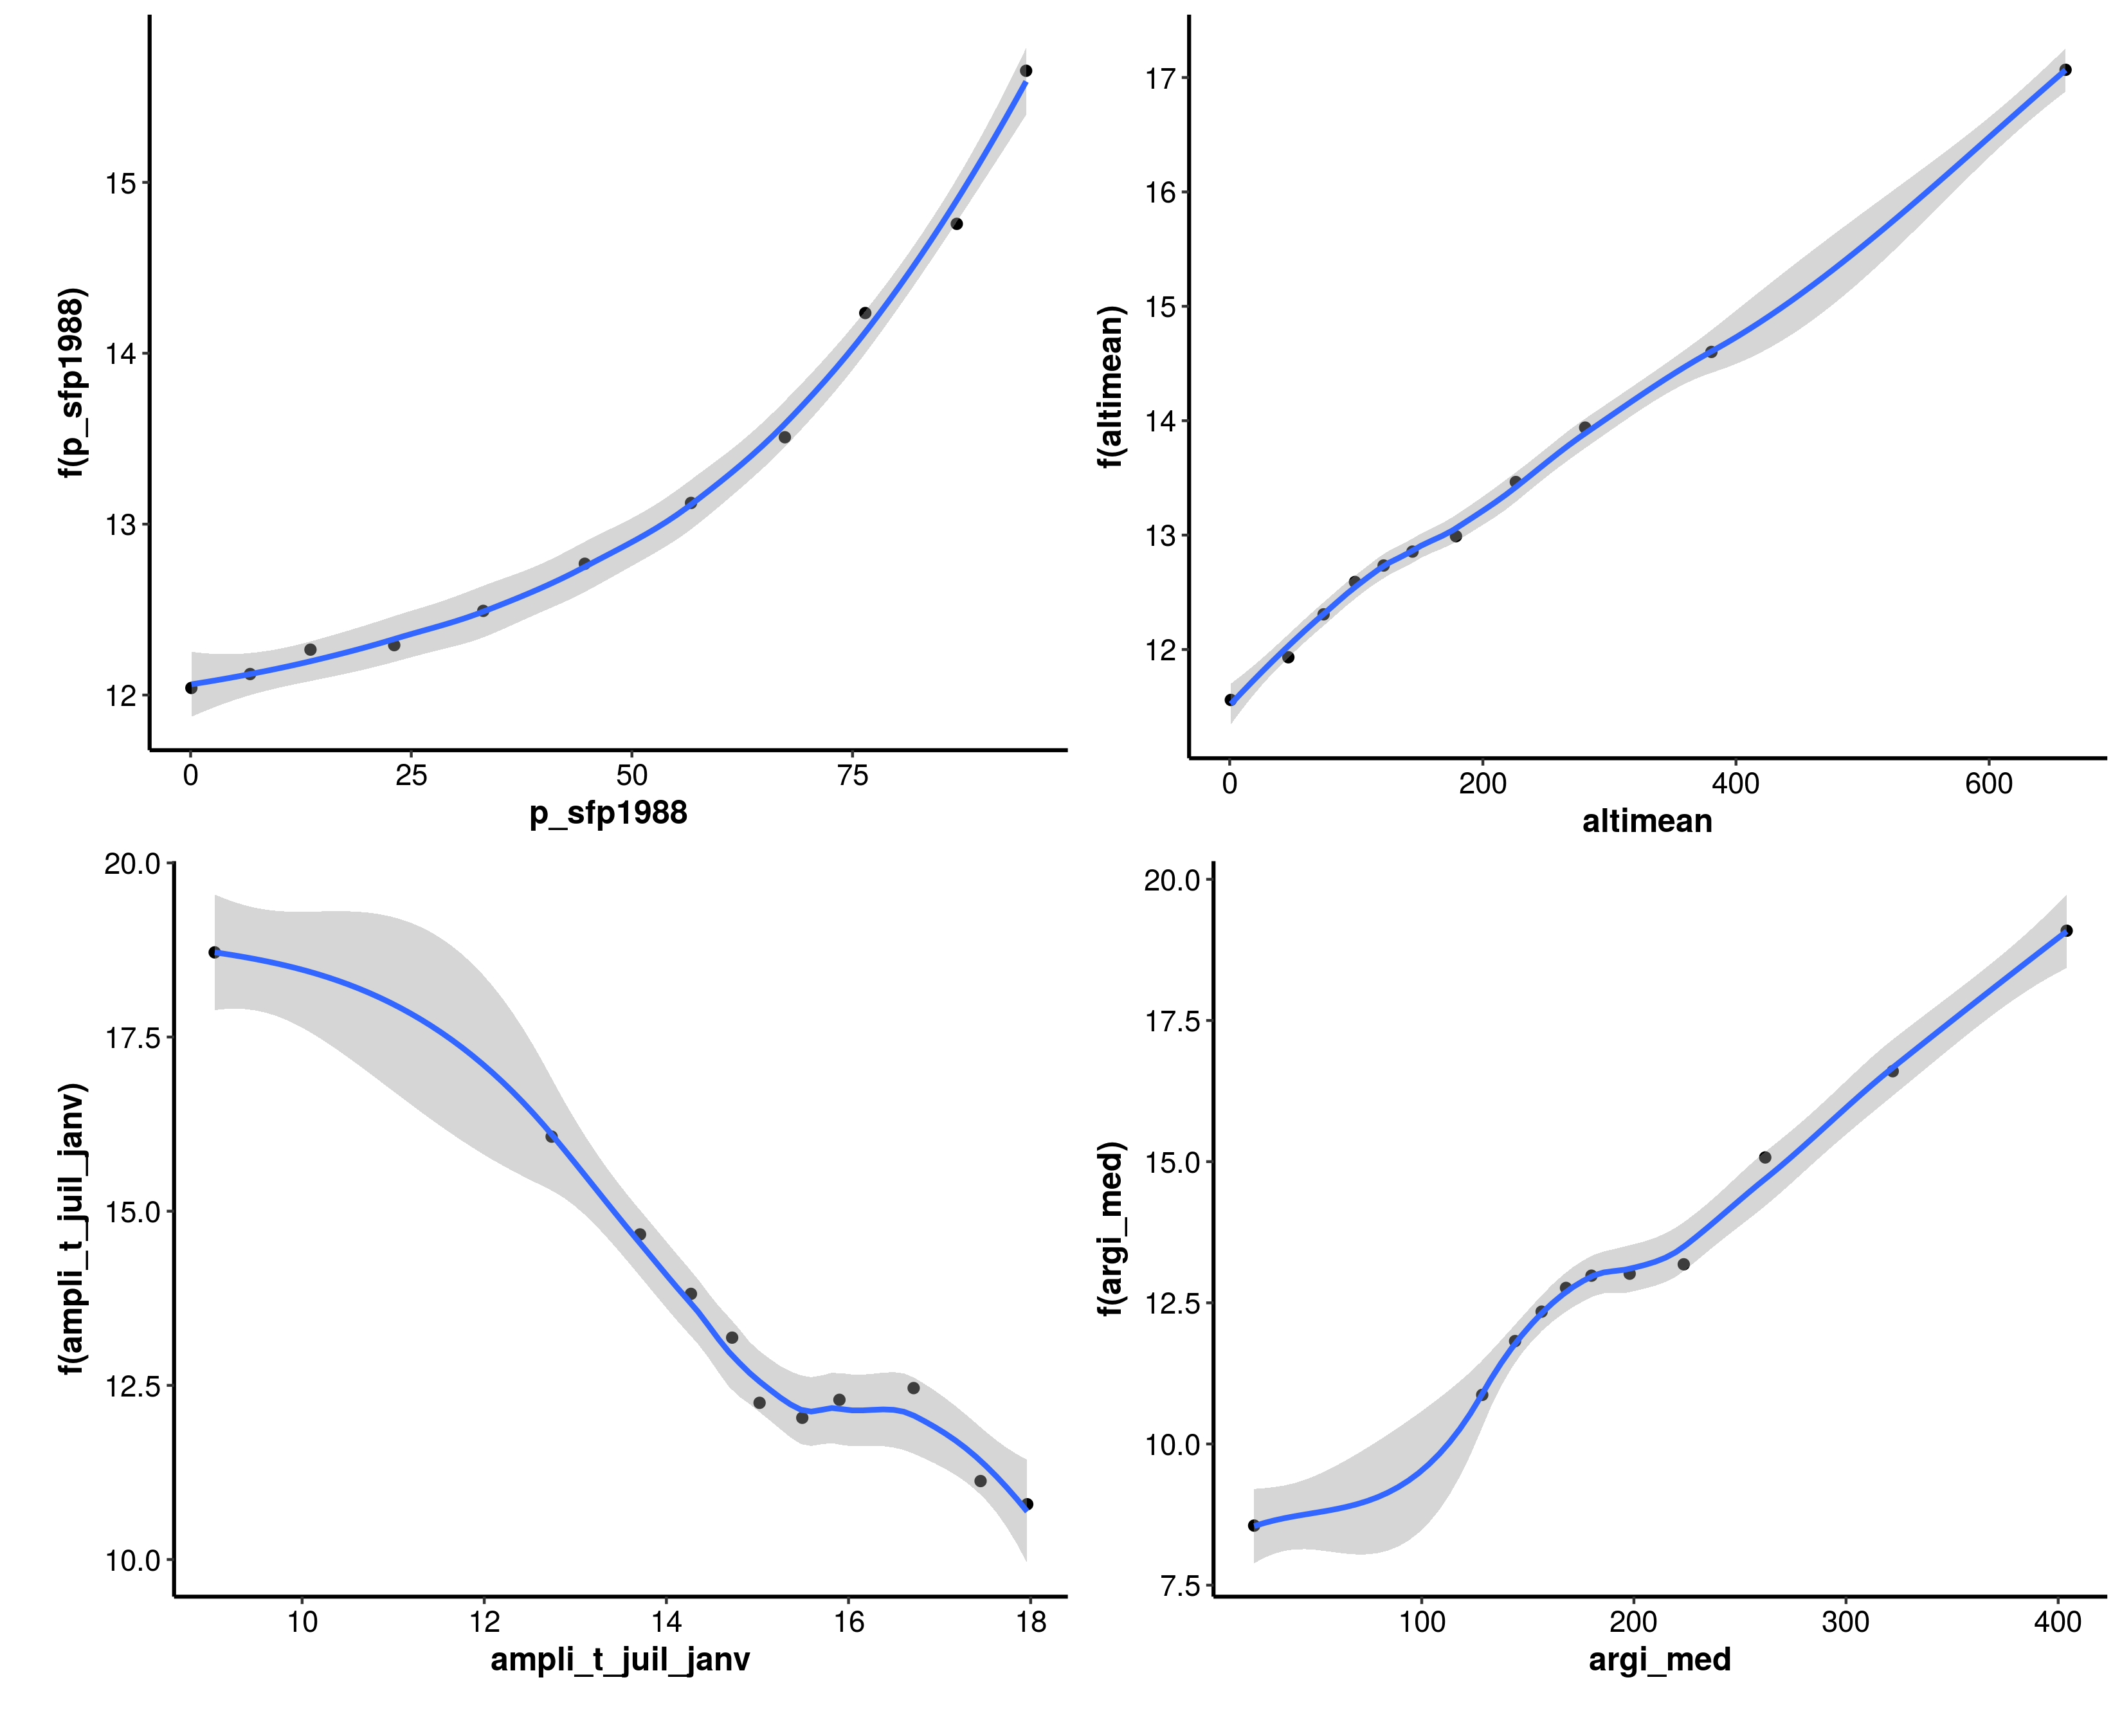 f(p_sfp1988)
15
14
13
12
0 25 50 75
p_sfp1988
f(altimean)
17
16
15
14
13
12
0 200 400 600
altimean
f(ampli_t_juil_janv)
20.0
17.5
15.0
12.5
10.0
10 12 14 16 18
ampli_t_juil_janv
f(argi_med)
20.0
17.5
15.0
12.5
10.0
7.5
100 200 300 400
argi_med